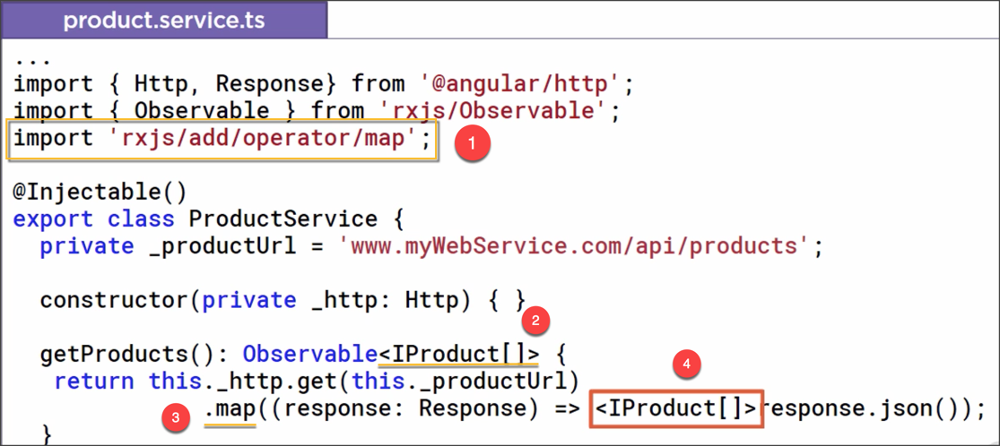 product.service.ts
...
import { Http, Response} from '@angular/http';
import { Observable } from 'rxjs/Observable';
import 'rxjs/add/operator/map'; 1
@Injectable()
export class ProductService {
private _productUrl = 'www.myWebService.com/api/products';
constructor(private _http: Http) { }
2
getProducts(): Observable<IProduct[]> {
4
return this._http.get(this._productUrl)
3 .map((response: Response) => <IProduct[]>response.json());
}